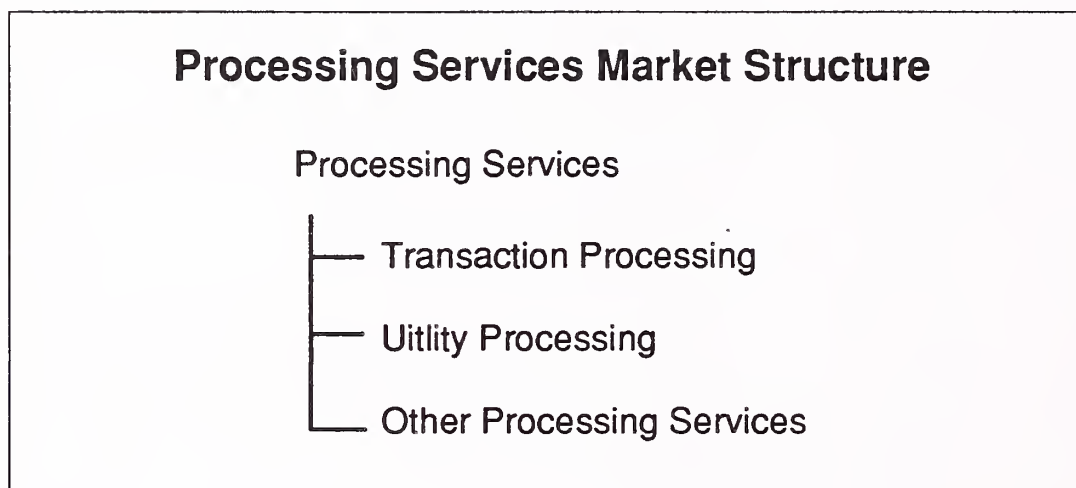 Processing Services Market Structure
Processing Services
Transaction Processing
Uitlity Processing
Other Processing Services